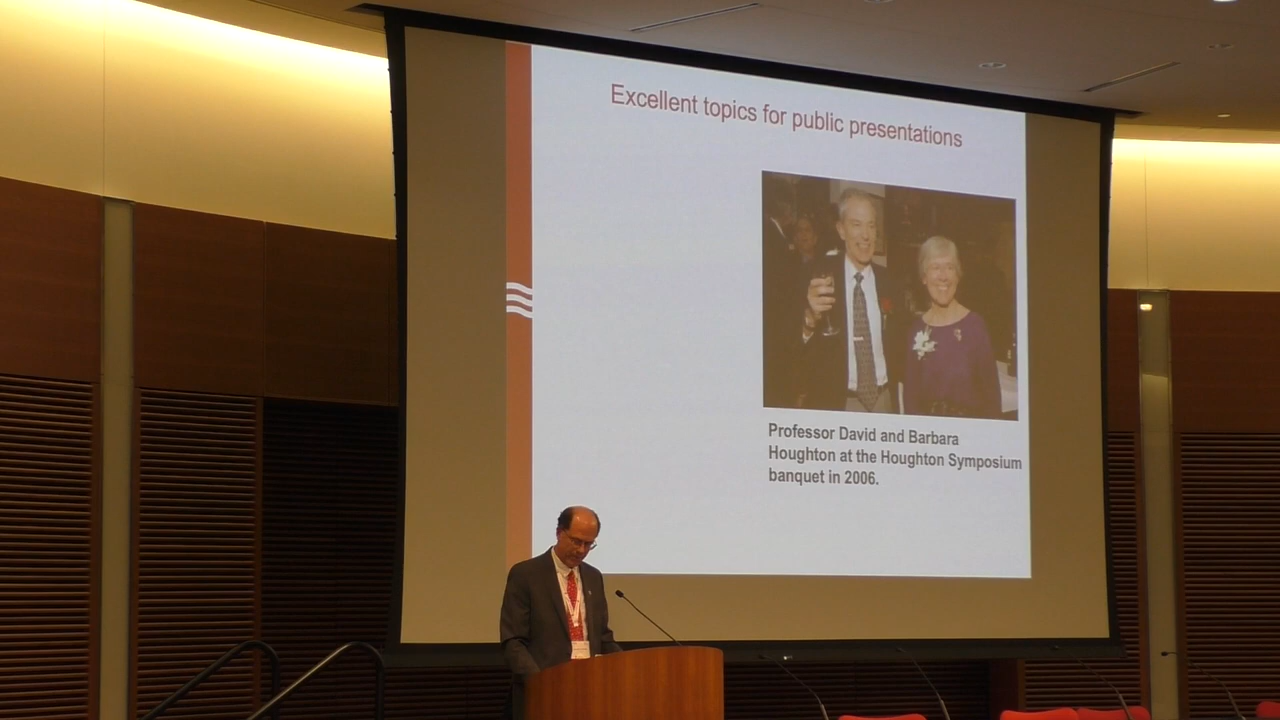 Excellent topics for public presentations
Professor David and Barbara
Houghton at the Houghton Symposium
banquet in 2006.